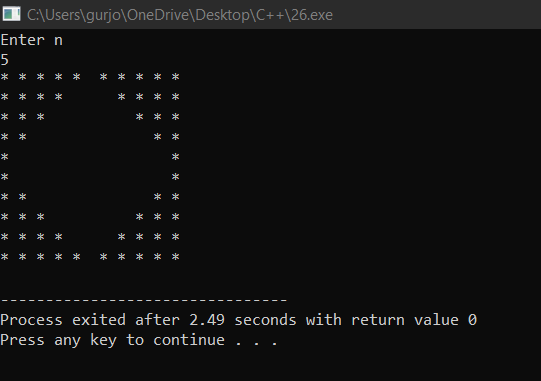 C:\Users\gurjo\OneDrive\Desktop\C++\26.exe
Enter n
5
* * * * *  * * * * *
* * * *      * * * *
* * *          * * *
* *              * *
*                  *
*                  *
* *              * *
* * *          * * *
* * * *      * * * *
* * * * *  * * * * *

--------------------------------
Process exited after 2.49 seconds with return value 0
Press any key to continue . . .